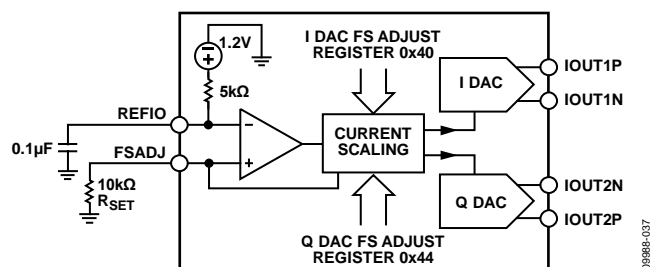 1.2V
5kΩ
I DAC FS ADJUST
REGISTER 0x40
I DAC
IOUT1P
IOUT1N
REFIO
0.1µF
FSADJ
10kΩ
RSET
–
+
CURRENT
SCALING
Q DAC
IOUT2N
IOUT2P
Q DAC FS ADJUST
REGISTER 0x44
09988-037